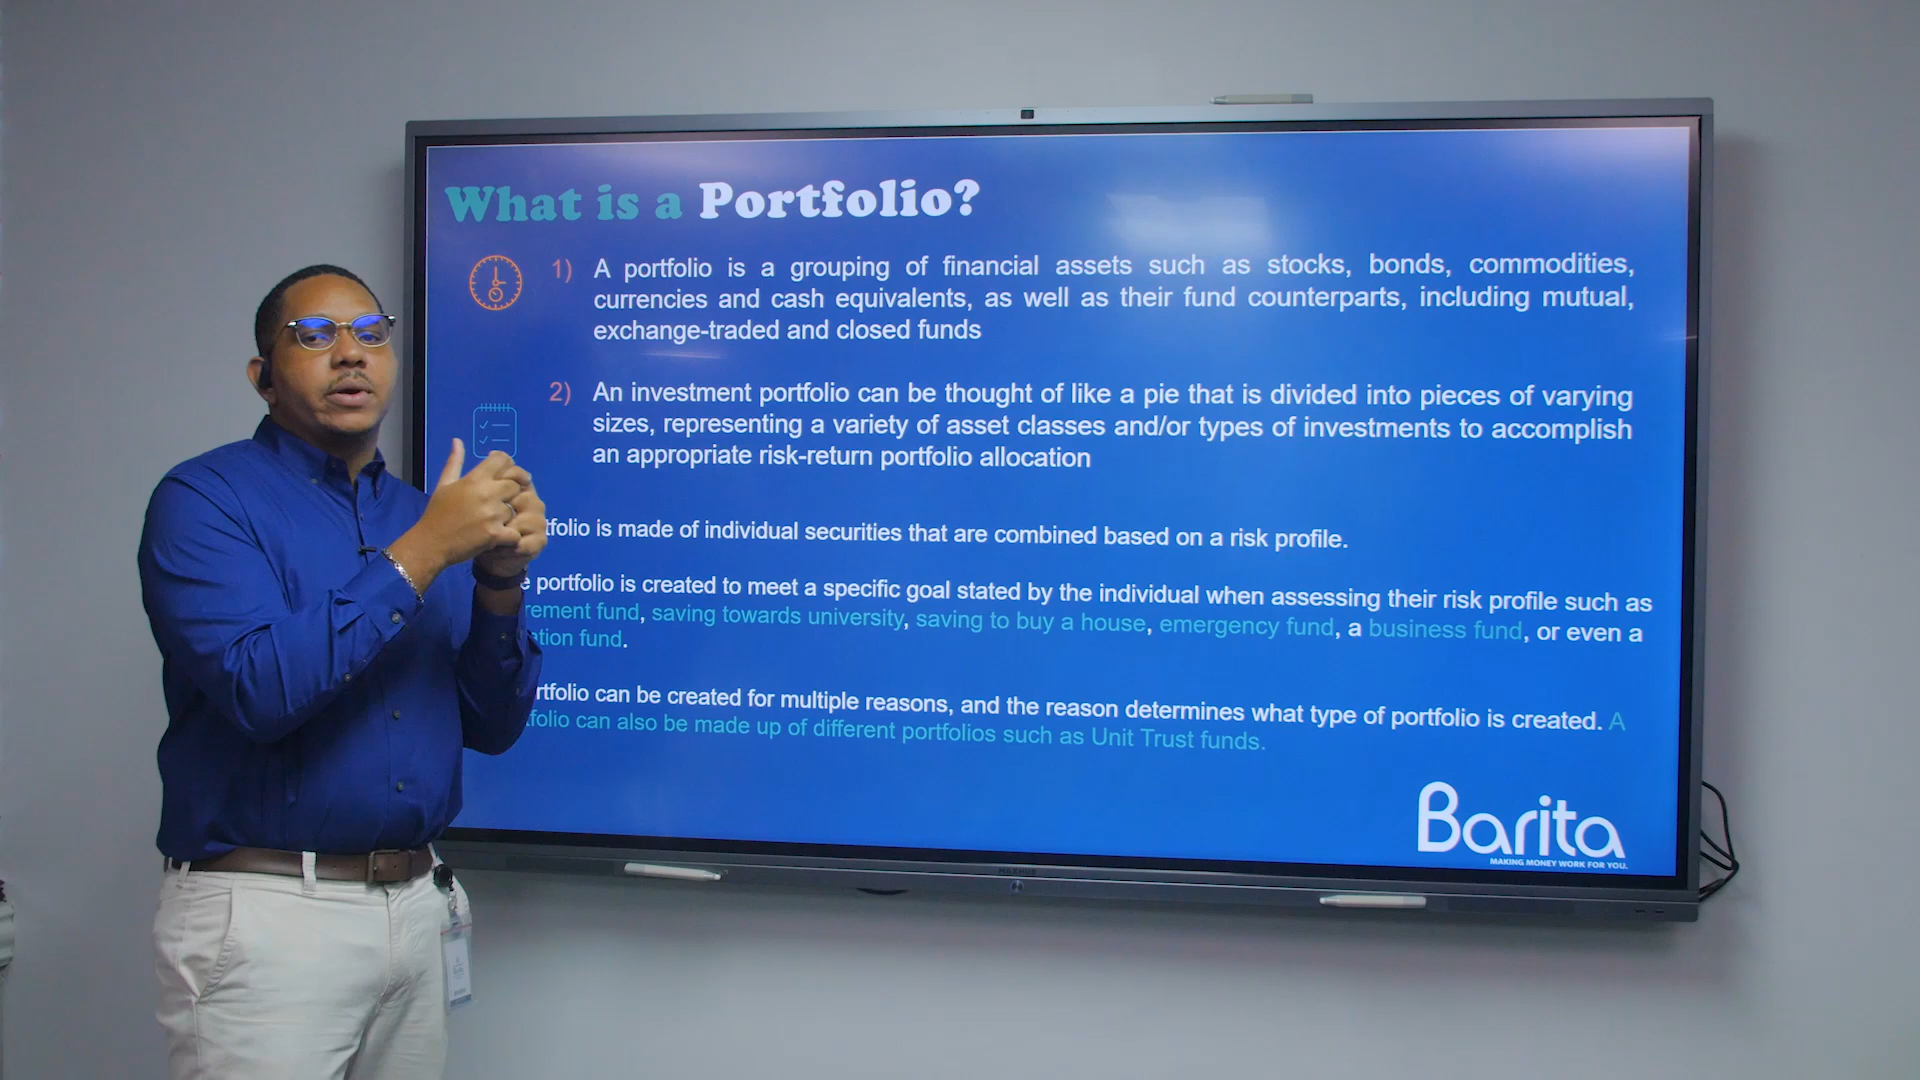 What is a Portfolio?
1) A portfolio is a grouping of financial assets such as stocks, bonds, commodities,
currencies and cash equivalents, as well as their fund counterparts, including mutual,
exchange-traded and closed funds
2) An investment portfolio can be thought of like a pie that is divided into pieces of varying
sizes, representing a variety of asset classes and/or types of investments to accomplish
an appropriate risk-return portfolio allocation
tfolio is made of individual securities that are combined based on a risk profile.
e portfolio is created to meet a specific goal stated by the individual when assessing their risk profile such as
rement fund, saving towards university, saving to buy a house, emergency fund, a business fund, or even a
ation fund.
rtfolio can be created for multiple reasons, and the reason determines what type of portfolio is created. A
tfolio can also be made up of different portfolios such as Unit Trust funds.
Barita
MAKING MONEY WORK FOR YOU.
MAXHUB